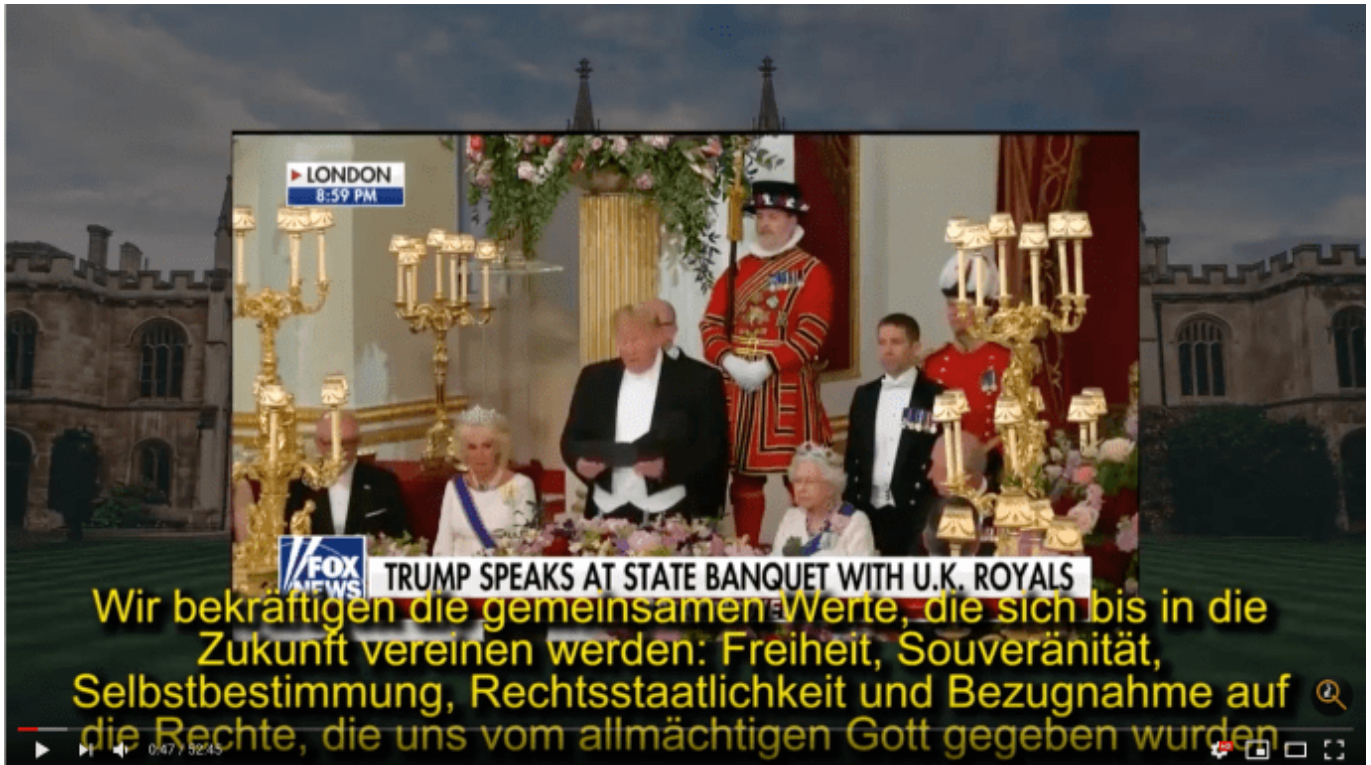 LONDON
8:59 PM
FOX
NEWS
TRUMP SPEAKS AT STATE BANQUET WITH U.K. ROYALS
Wir bekräftigen die gemeinsamen Werte, die sich bis in die
Zukunft vereinen werden: Freiheit, Souveränität,
Selbstbestimmung, Rechtsstaatlichkeit und Bezugnahme auf
die Rechte, die uns vom allmächtigen Gott gegeben wurden
0:47 / 52:45